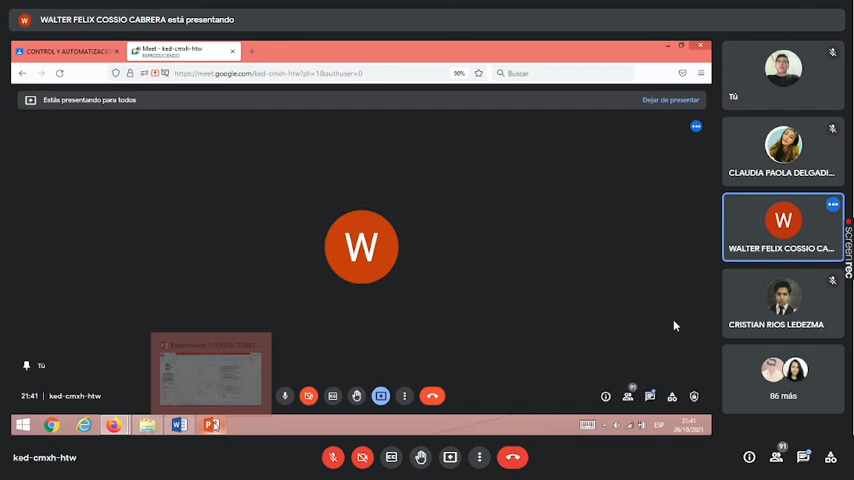 W WALTER FELIX COSSIO CABRERA está presentando
CONTROL Y AUTOMATIZACIO
Meet - ked-cmxh-htw
REPRODUCIENDO
https://meet.google.com/ked-cmxh-htw?pli=1&authuser=0
90%
Buscar
Estás presentando para todos
Dejar de presentar
W
Presentación 3 CONTACTORES
Tú
21:41 | ked-cmxh-htw
91
ESP
21:41
26/10/2021
Tú
CLAUDIA PAOLA DELGADI...
W
WALTER FELIX COSSIO CA...
CRISTIAN RIOS LEDEZMA
86 más
screenrec
ked-cmxh-htw
91